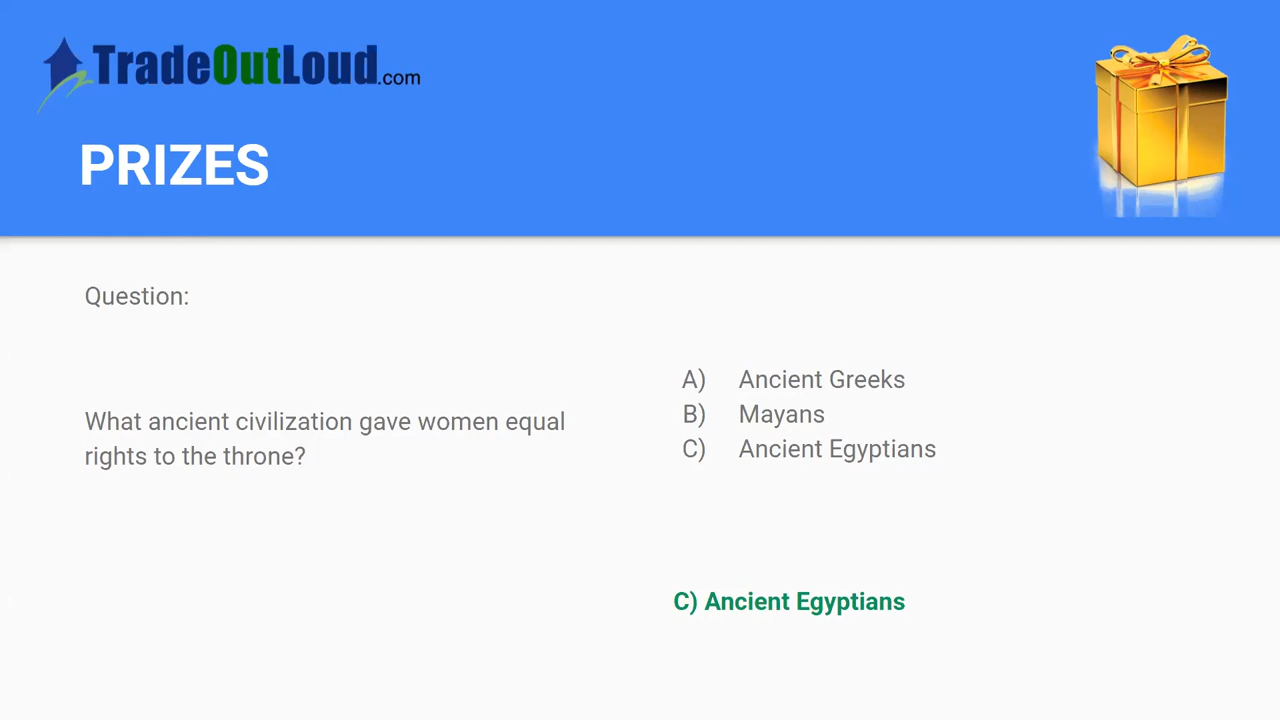 TradeOutLoud.com
PRIZES
Question:
What ancient civilization gave women equal
rights to the throne?
A) Ancient Greeks
B) Mayans
C) Ancient Egyptians
C) Ancient Egyptians